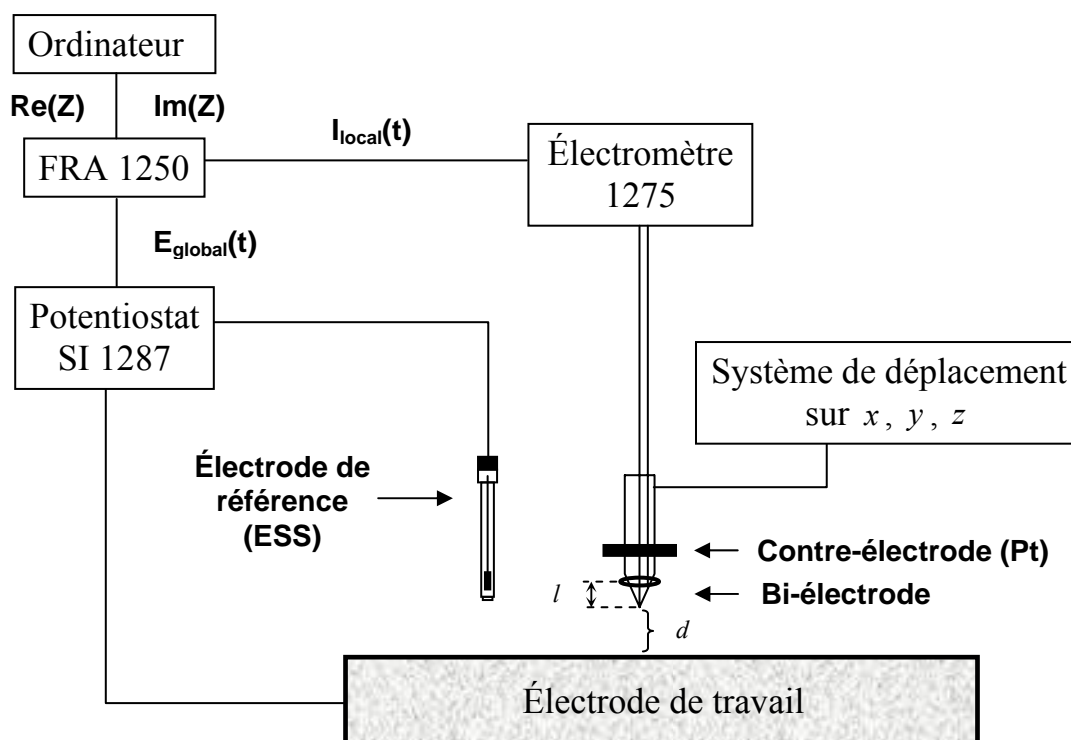 Ordinateur
Re(Z)
Im(Z)
I_local(t)
FRA 1250
Électromètre
1275
E_global(t)
Potentiostat
SI 1287
Système de déplacement
sur x , y , z
Électrode de
référence
(ESS)
Contre-électrode (Pt)
l
Bi-électrode
d
Électrode de travail